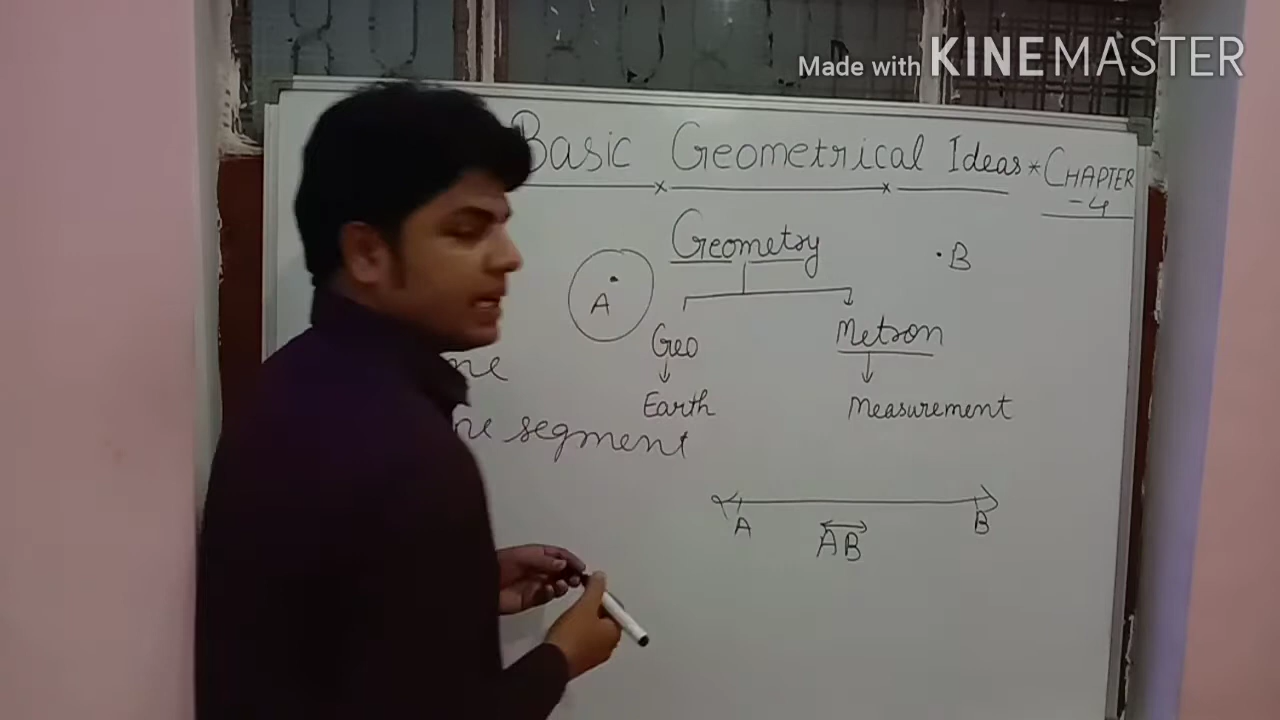 Made with KINEMASTER
Basic Geometrical Ideas * CHAPTER
-4
Geometry
• B
A
Geo Metron
Earth Measurement
segment
A B
AB